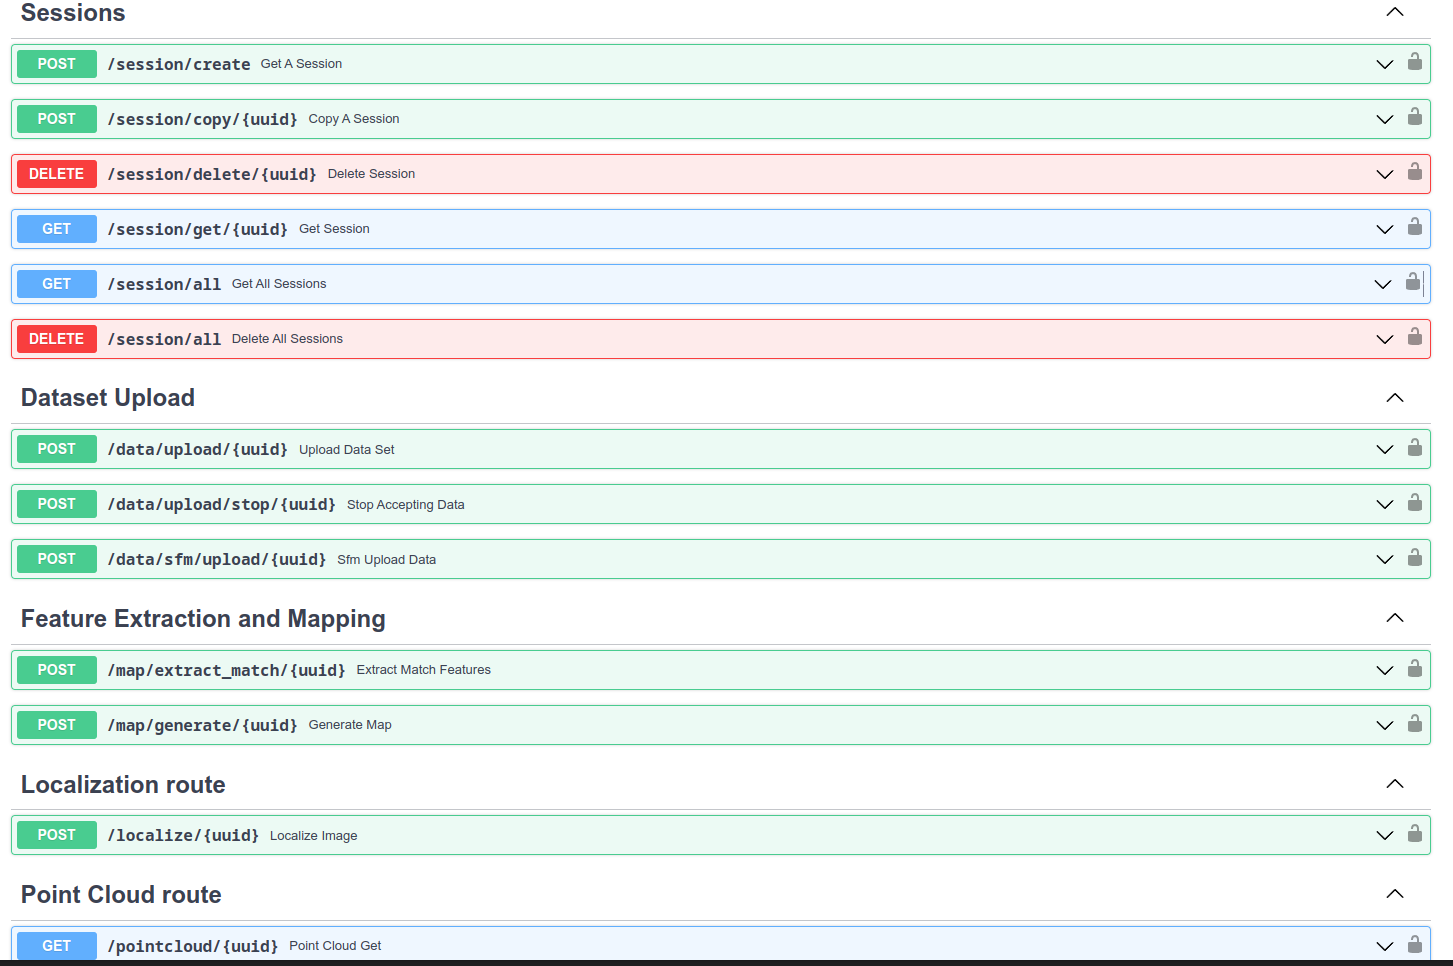 Sessions
POST /session/create Get A Session
POST /session/copy/{uuid} Copy A Session
DELETE /session/delete/{uuid} Delete Session
GET /session/get/{uuid} Get Session
GET /session/all Get All Sessions
DELETE /session/all Delete All Sessions
Dataset Upload
POST /data/upload/{uuid} Upload Data Set
POST /data/upload/stop/{uuid} Stop Accepting Data
POST /data/sfm/upload/{uuid} Sfm Upload Data
Feature Extraction and Mapping
POST /map/extract_match/{uuid} Extract Match Features
POST /map/generate/{uuid} Generate Map
Localization route
POST /localize/{uuid} Localize Image
Point Cloud route
GET /pointcloud/{uuid} Point Cloud Get